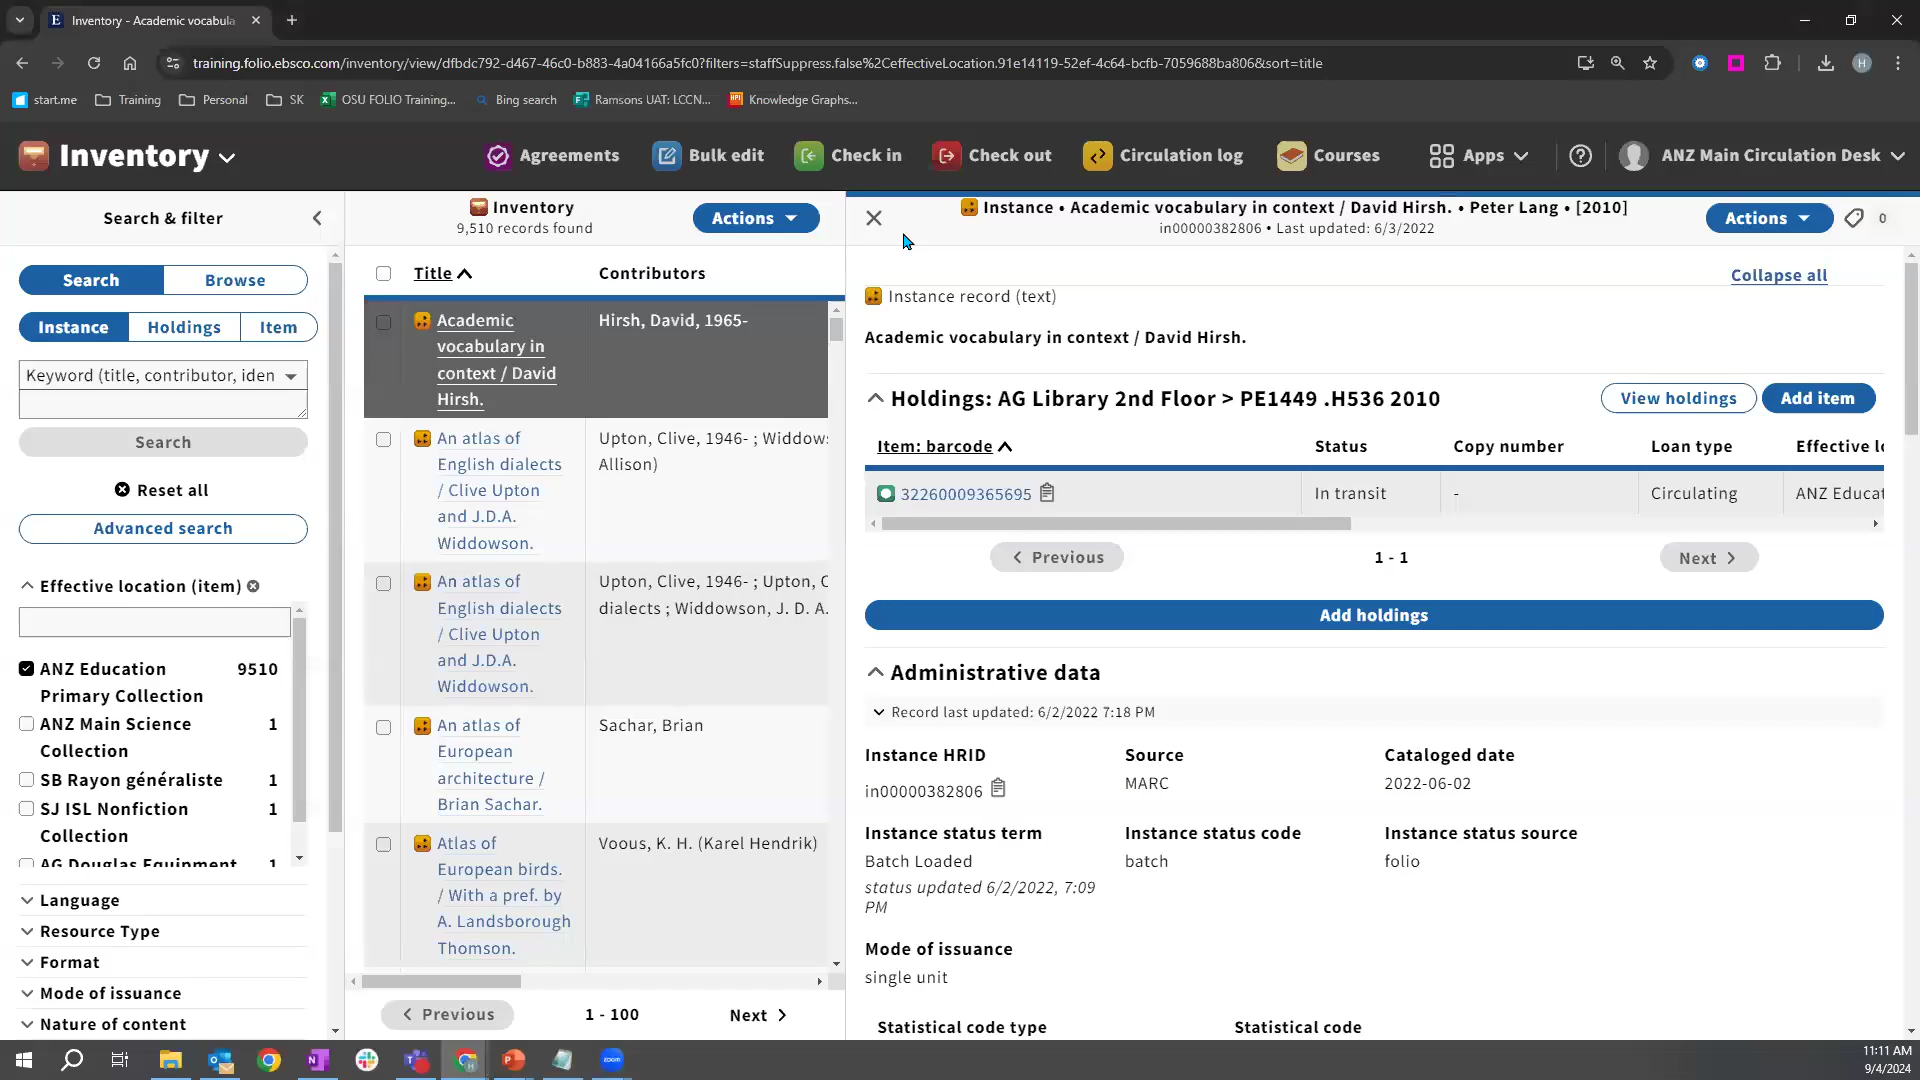 Inventory - Academic vocabula
training.folio.ebsco.com/inventory/view/dfbdc792-d467-46c0-b883-4a04166a5fc0?filters=staffSuppress.false%2CeffectiveLocation.91e14119-52ef-4c64-bcfb-7059688ba806&sort=title
start.me Training Personal SK OSU FOLIO Training... Bing search Ramsons UAT: LCCN... Knowledge Graphs...
Inventory Agreements Bulk edit Check in Check out Circulation log Courses Apps ANZ Main Circulation Desk
Search & filter
Search Browse
Instance Holdings Item
Keyword (title, contributor, iden
Search
Reset all
Advanced search
Effective location (item)
ANZ Education Primary Collection 9510
ANZ Main Science Collection 1
SB Rayon généraliste 1
SJ ISL Nonfiction Collection 1
AG Douglas Equipment 1
Language
Resource Type
Format
Mode of issuance
Nature of content
Inventory
9,510 records found
Actions
Title Contributors
Academic vocabulary in context / David Hirsh. Hirsh, David, 1965-
An atlas of English dialects / Clive Upton and J.D.A. Widdowson. Upton, Clive, 1946- ; Widdows Allison)
An atlas of English dialects / Clive Upton and J.D.A. Widdowson. Upton, Clive, 1946- ; Upton, C dialects ; Widdowson, J. D. A.
An atlas of European architecture / Brian Sachar. Sachar, Brian
Atlas of European birds. / With a pref. by A. Landsborough Thomson. Voous, K. H. (Karel Hendrik)
Previous 1 - 100 Next
Instance • Academic vocabulary in context / David Hirsh. • Peter Lang • [2010]
in00000382806 • Last updated: 6/3/2022
Actions 0
Collapse all
Instance record (text)
Academic vocabulary in context / David Hirsh.
Holdings: AG Library 2nd Floor > PE1449 .H536 2010 View holdings Add item
Item: barcode Status Copy number Loan type Effective lo
32260009365695 In transit - Circulating ANZ Educat
Previous 1 - 1 Next
Add holdings
Administrative data
Record last updated: 6/2/2022 7:18 PM
Instance HRID Source Cataloged date
in00000382806 MARC 2022-06-02
Instance status term Instance status code Instance status source
Batch Loaded batch folio
status updated 6/2/2022, 7:09 PM
Mode of issuance
single unit
Statistical code type Statistical code
11:11 AM
9/4/2024